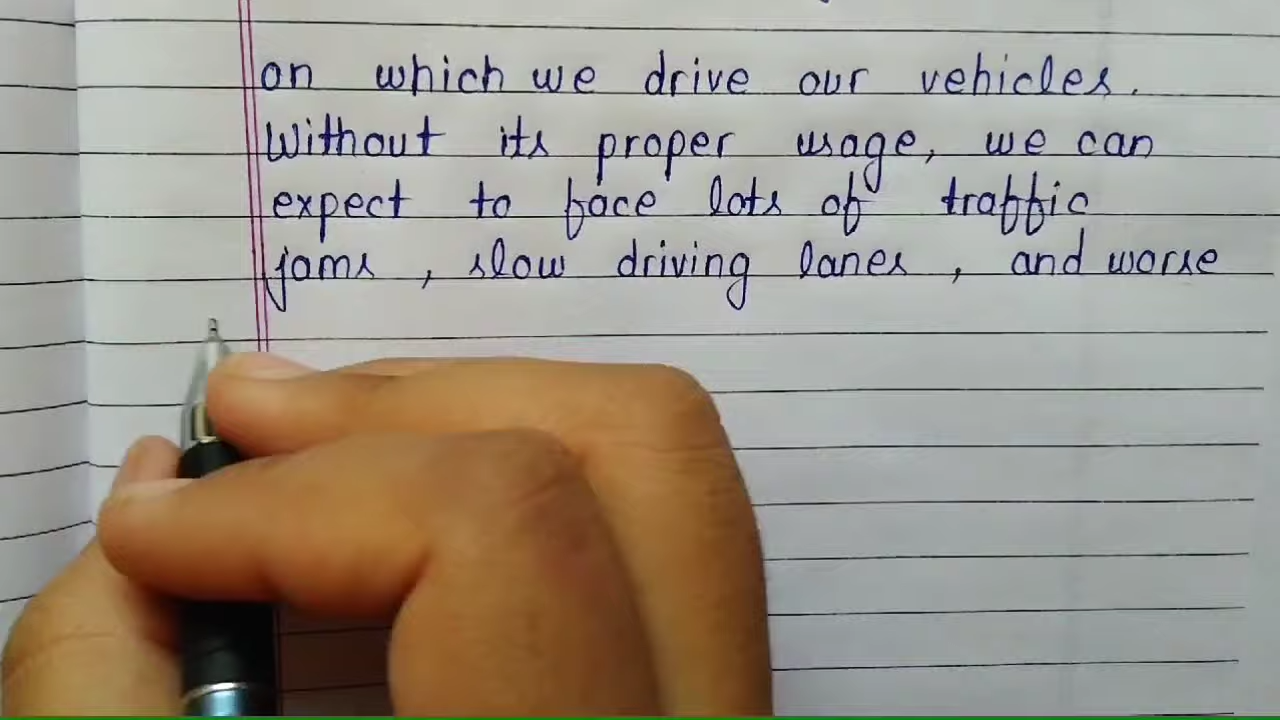 on which we drive our vehicles.
Without its proper usage, we can
expect to face lots of traffic
jams, slow driving lanes, and worse